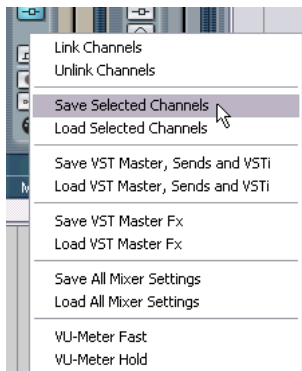 Link Channels
Unlink Channels
Save Selected Channels
Load Selected Channels
Save VST Master, Sends and VSTi
Load VST Master, Sends and VSTi
Save VST Master Fx
Load VST Master Fx
Save All Mixer Settings
Load All Mixer Settings
VU-Meter Fast
VU-Meter Hold